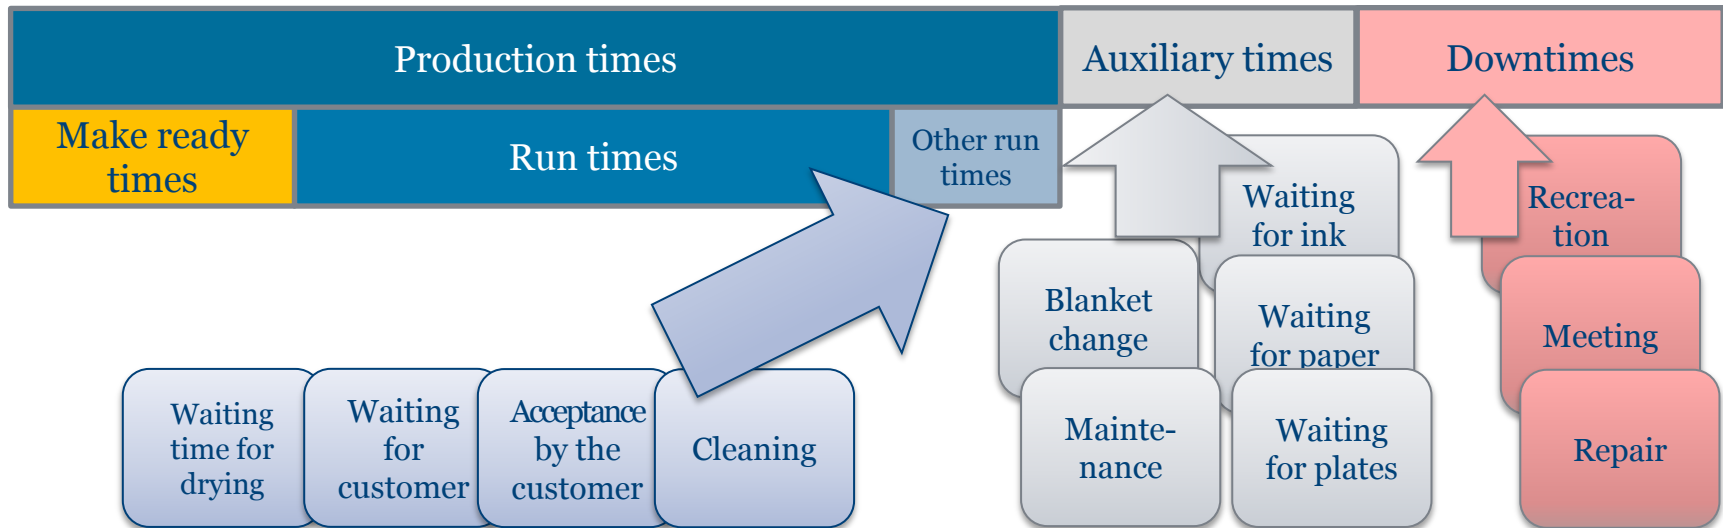 Production times
Auxiliary times
Downtimes
Make ready
times
Run times
Other run
times
Waiting
time for
drying
Waiting
for
customer
Acceptance
by the
customer
Cleaning
Blanket
change
Mainte-
nance
Waiting
for ink
Waiting
for paper
Waiting
for plates
Recrea-
tion
Meeting
Repair